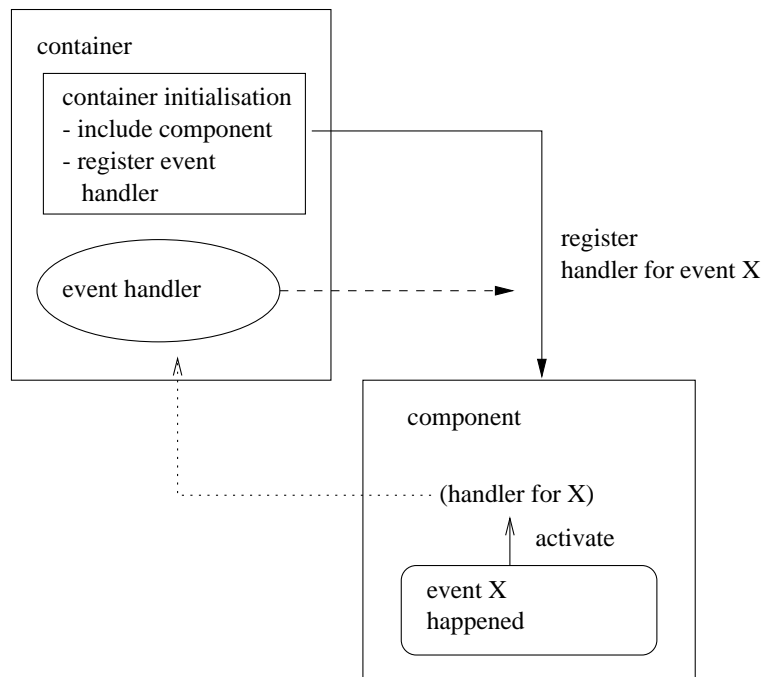 container
container initialisation
- include component
- register event
handler
event handler
register
handler for event X
component
(handler for X)
activate
event X
happened